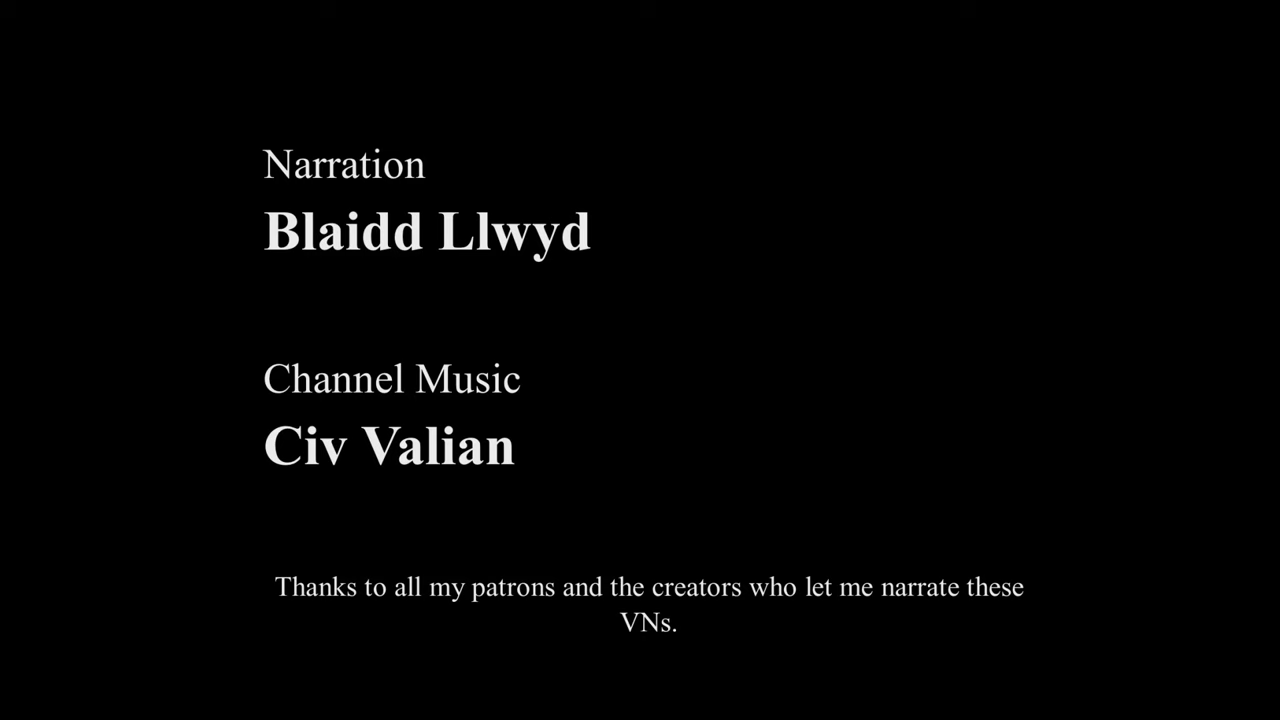 Narration
Blaidd Llwyd
Channel Music
Civ Valian
Thanks to all my patrons and the creators who let me narrate these
VNs.